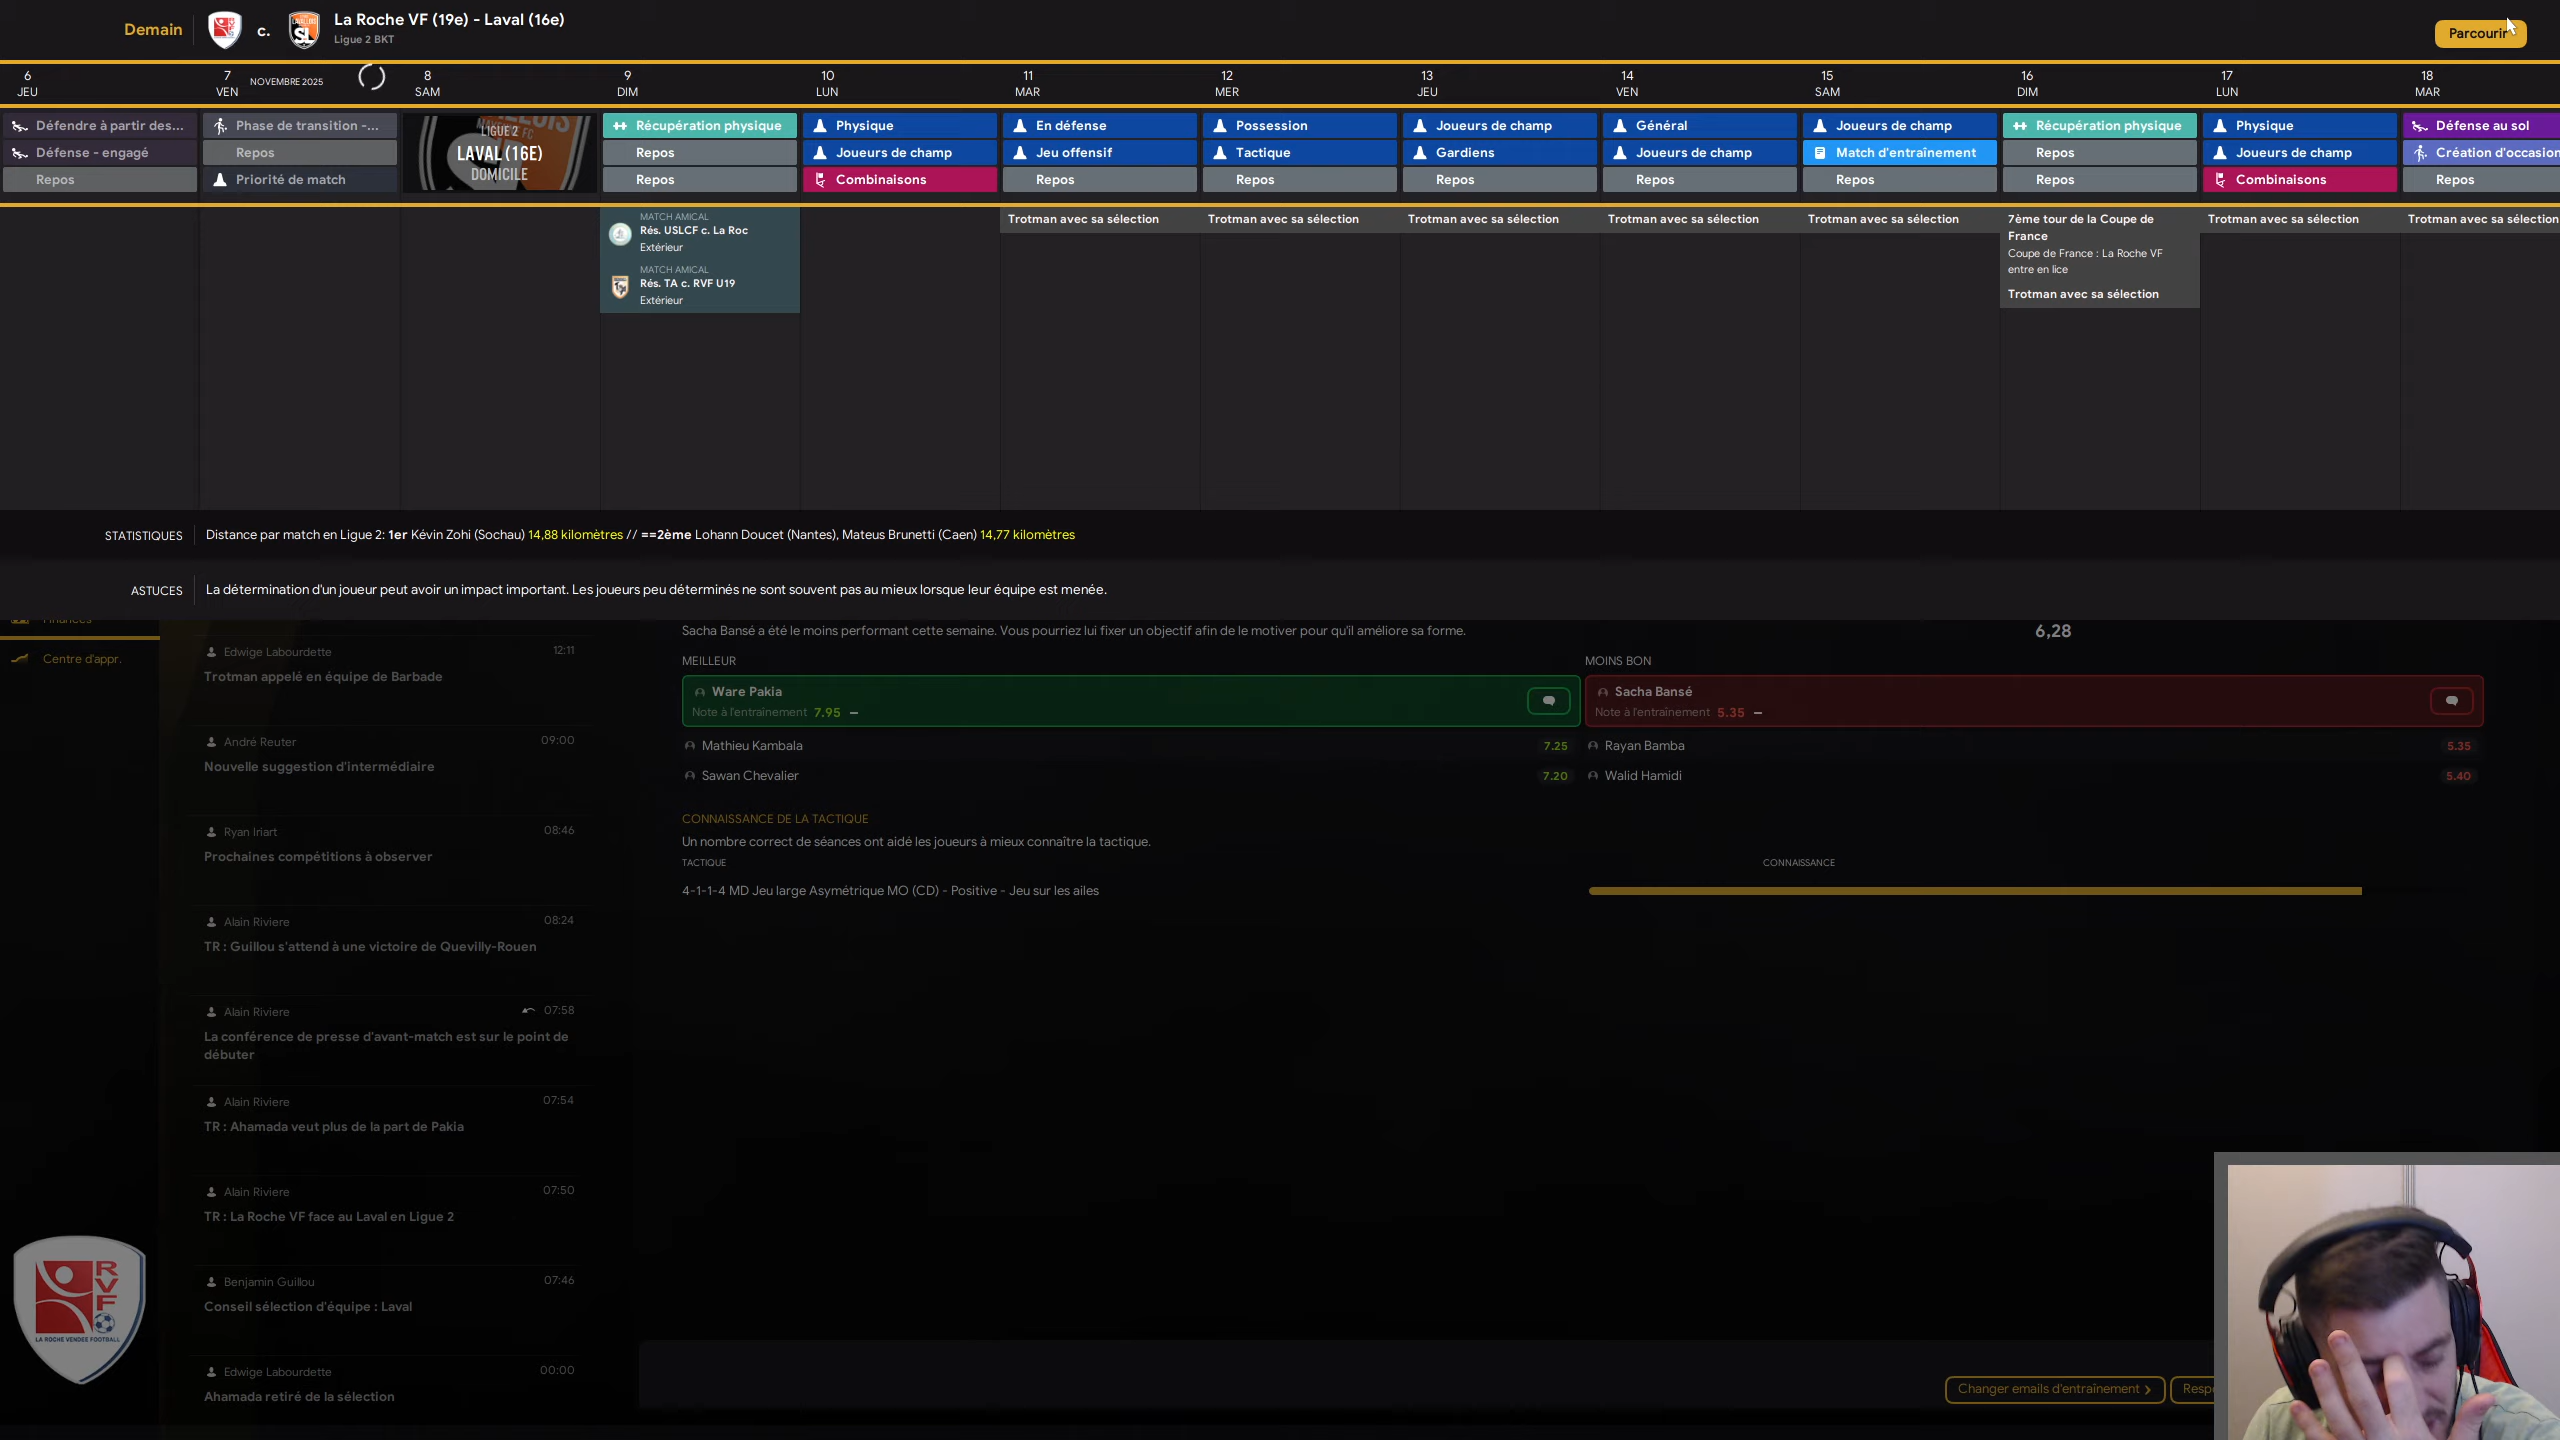 Demain
c.
La Roche VF (19e) - Laval (16e)
Ligue 2 BKT
Parcourir
6
JEU
7
VEN
NOVEMBRE 2025
8
SAM
9
DIM
10
LUN
11
MAR
12
MER
13
JEU
14
VEN
15
SAM
16
DIM
17
LUN
18
MAR
Défendre à partir des...
Défense - engagé
Repos
Phase de transition -...
Repos
Priorité de match
LIGUE 2
LAVAL (16E)
DOMICILE
Récupération physique
Repos
Repos
Physique
Joueurs de champ
Combinaisons
En défense
Jeu offensif
Repos
Possession
Tactique
Repos
Joueurs de champ
Gardiens
Repos
Général
Joueurs de champ
Repos
Joueurs de champ
Match d'entraînement
Repos
Récupération physique
Repos
Repos
Physique
Joueurs de champ
Combinaisons
Défense au sol
Création d'occasion
Repos
MATCH AMICAL
Rés. USLCF c. La Roc
Extérieur
MATCH AMICAL
Rés. TA c. RVF U19
Extérieur
Trotman avec sa sélection
Trotman avec sa sélection
Trotman avec sa sélection
Trotman avec sa sélection
Trotman avec sa sélection
7ème tour de la Coupe de
France
Coupe de France : La Roche VF
entre en lice
Trotman avec sa sélection
Trotman avec sa sélection
Trotman avec sa sélection
STATISTIQUES
Distance par match en Ligue 2: 1er Kévin Zohi (Sochau) 14,88 kilomètres // ==2ème Lohann Doucet (Nantes), Mateus Brunetti (Caen) 14,77 kilomètres
ASTUCES
La détermination d'un joueur peut avoir un impact important. Les joueurs peu déterminés ne sont souvent pas au mieux lorsque leur équipe est menée.
Finances
Centre d'appr.
Edwige Labourdette 12:11
Trotman appelé en équipe de Barbade
André Reuter 09:00
Nouvelle suggestion d'intermédiaire
Ryan Iriart 08:46
Prochaines compétitions à observer
Alain Riviere 08:24
TR : Guillou s'attend à une victoire de Quevilly-Rouen
Alain Riviere 07:58
La conférence de presse d'avant-match est sur le point de
débuter
Alain Riviere 07:54
TR : Ahamada veut plus de la part de Pakia
Alain Riviere 07:50
TR : La Roche VF face au Laval en Ligue 2
Benjamin Guillou 07:46
Conseil sélection d'équipe : Laval
Edwige Labourdette 00:00
Ahamada retiré de la sélection
Sacha Bansé a été le moins performant cette semaine. Vous pourriez lui fixer un objectif afin de le motiver pour qu'il améliore sa forme.
6,28
MEILLEUR
Ware Pakia
Note à l'entraînement 7.95 –
Mathieu Kambala 7.25
Sawan Chevalier 7.20
MOINS BON
Sacha Bansé
Note à l'entraînement 5.35 –
Rayan Bamba 5.35
Walid Hamidi 5.40
CONNAISSANCE DE LA TACTIQUE
Un nombre correct de séances ont aidé les joueurs à mieux connaître la tactique.
TACTIQUE
CONNAISSANCE
4-1-1-4 MD Jeu large Asymétrique MO (CD) - Positive - Jeu sur les ailes
Changer emails d'entraînement
Resp
RVF
LA ROCHE VENDÉE FOOTBALL